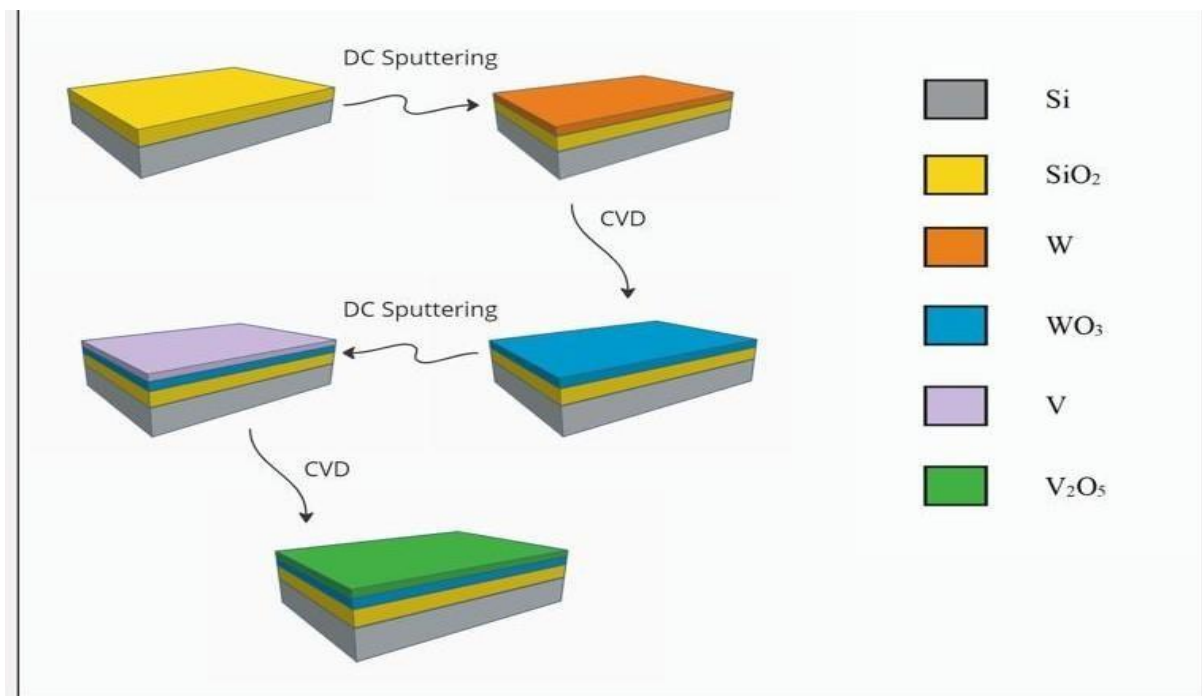 DC Sputtering
CVD
DC Sputtering
CVD
Si
SiO₂
W
WO₃
V
V₂O₅